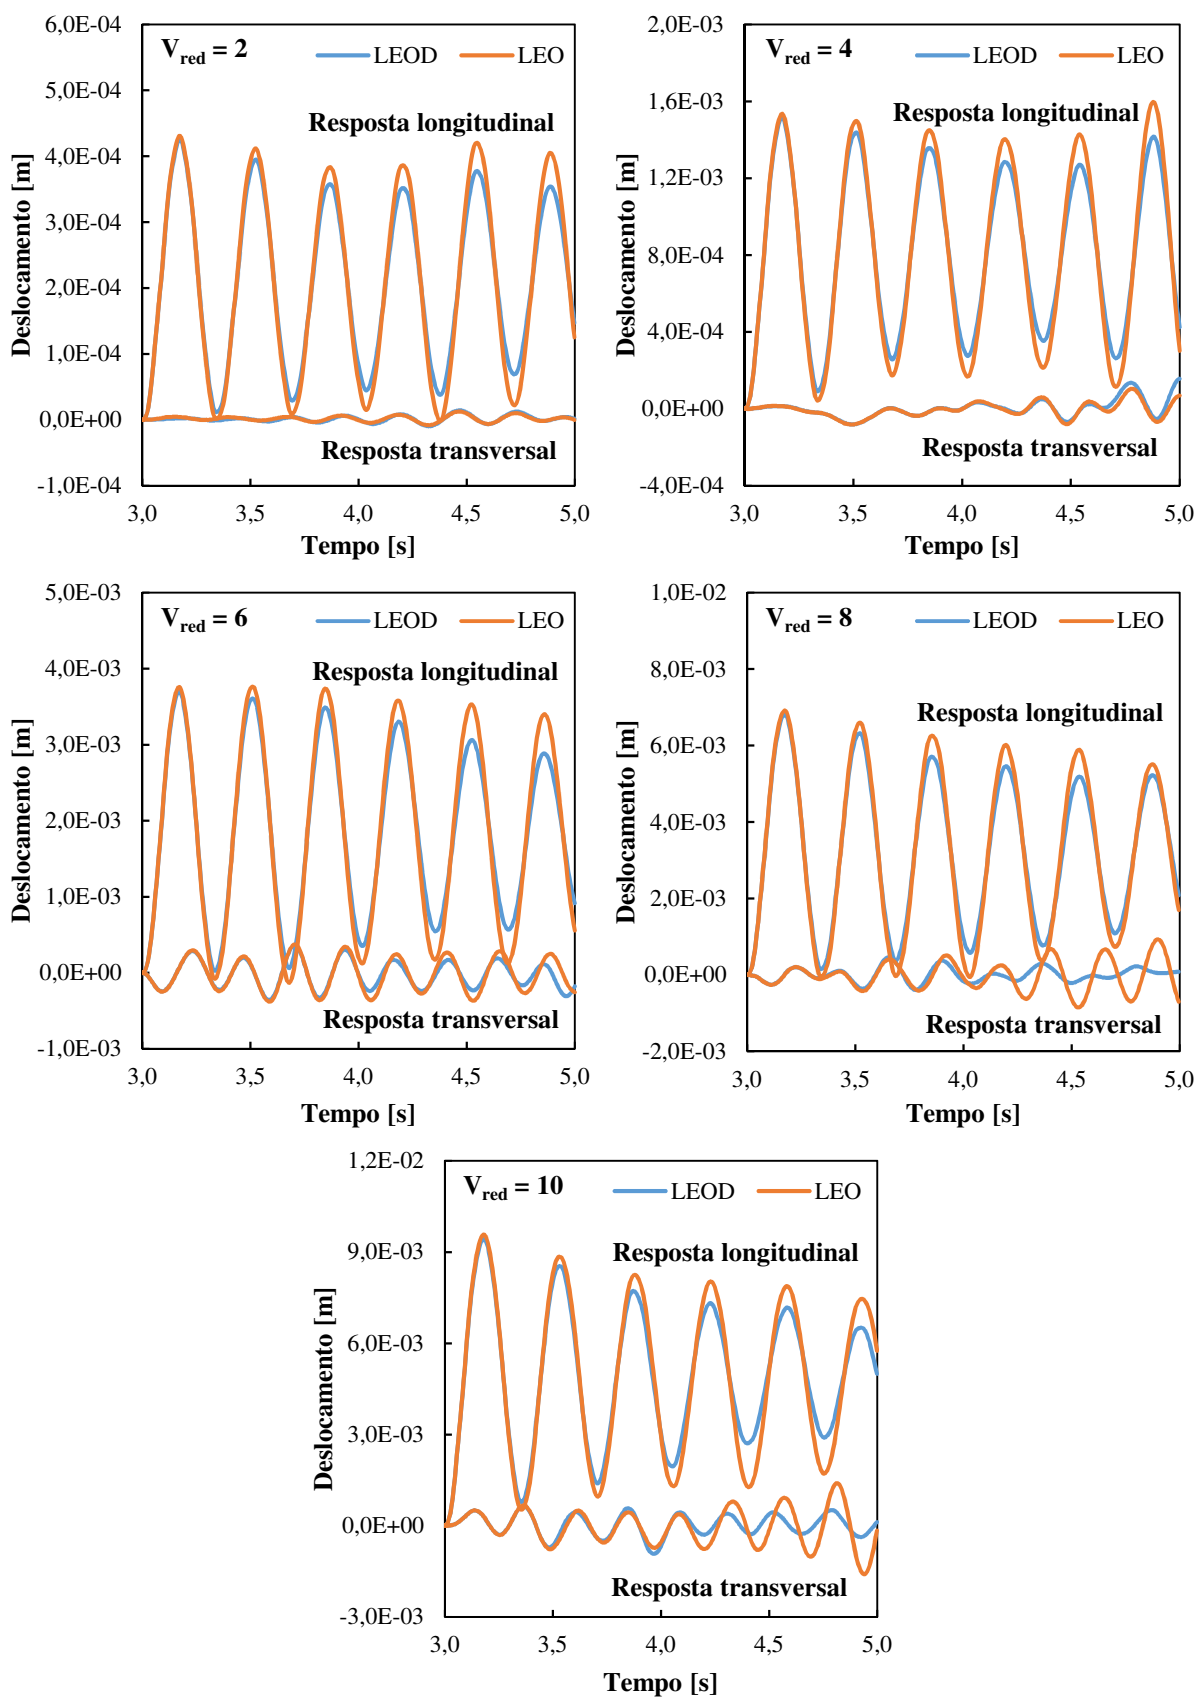 V_red = 2
LEOD LEO
Resposta longitudinal
Resposta transversal
Deslocamento [m]
6,0E-04
5,0E-04
4,0E-04
3,0E-04
2,0E-04
1,0E-04
0,0E+00
-1,0E-04
3,0 3,5 4,0 4,5 5,0
Tempo [s]
V_red = 4
LEOD LEO
Resposta longitudinal
Resposta transversal
Deslocamento [m]
2,0E-03
1,6E-03
1,2E-03
8,0E-04
4,0E-04
0,0E+00
-4,0E-04
3,0 3,5 4,0 4,5 5,0
Tempo [s]
V_red = 6
LEOD LEO
Resposta longitudinal
Resposta transversal
Deslocamento [m]
5,0E-03
4,0E-03
3,0E-03
2,0E-03
1,0E-03
0,0E+00
-1,0E-03
3,0 3,5 4,0 4,5 5,0
Tempo [s]
V_red = 8
LEOD LEO
Resposta longitudinal
Resposta transversal
Deslocamento [m]
1,0E-02
8,0E-03
6,0E-03
4,0E-03
2,0E-03
0,0E+00
-2,0E-03
3,0 3,5 4,0 4,5 5,0
Tempo [s]
V_red = 10
LEOD LEO
Resposta longitudinal
Resposta transversal
Deslocamento [m]
1,2E-02
9,0E-03
6,0E-03
3,0E-03
0,0E+00
-3,0E-03
3,0 3,5 4,0 4,5 5,0
Tempo [s]